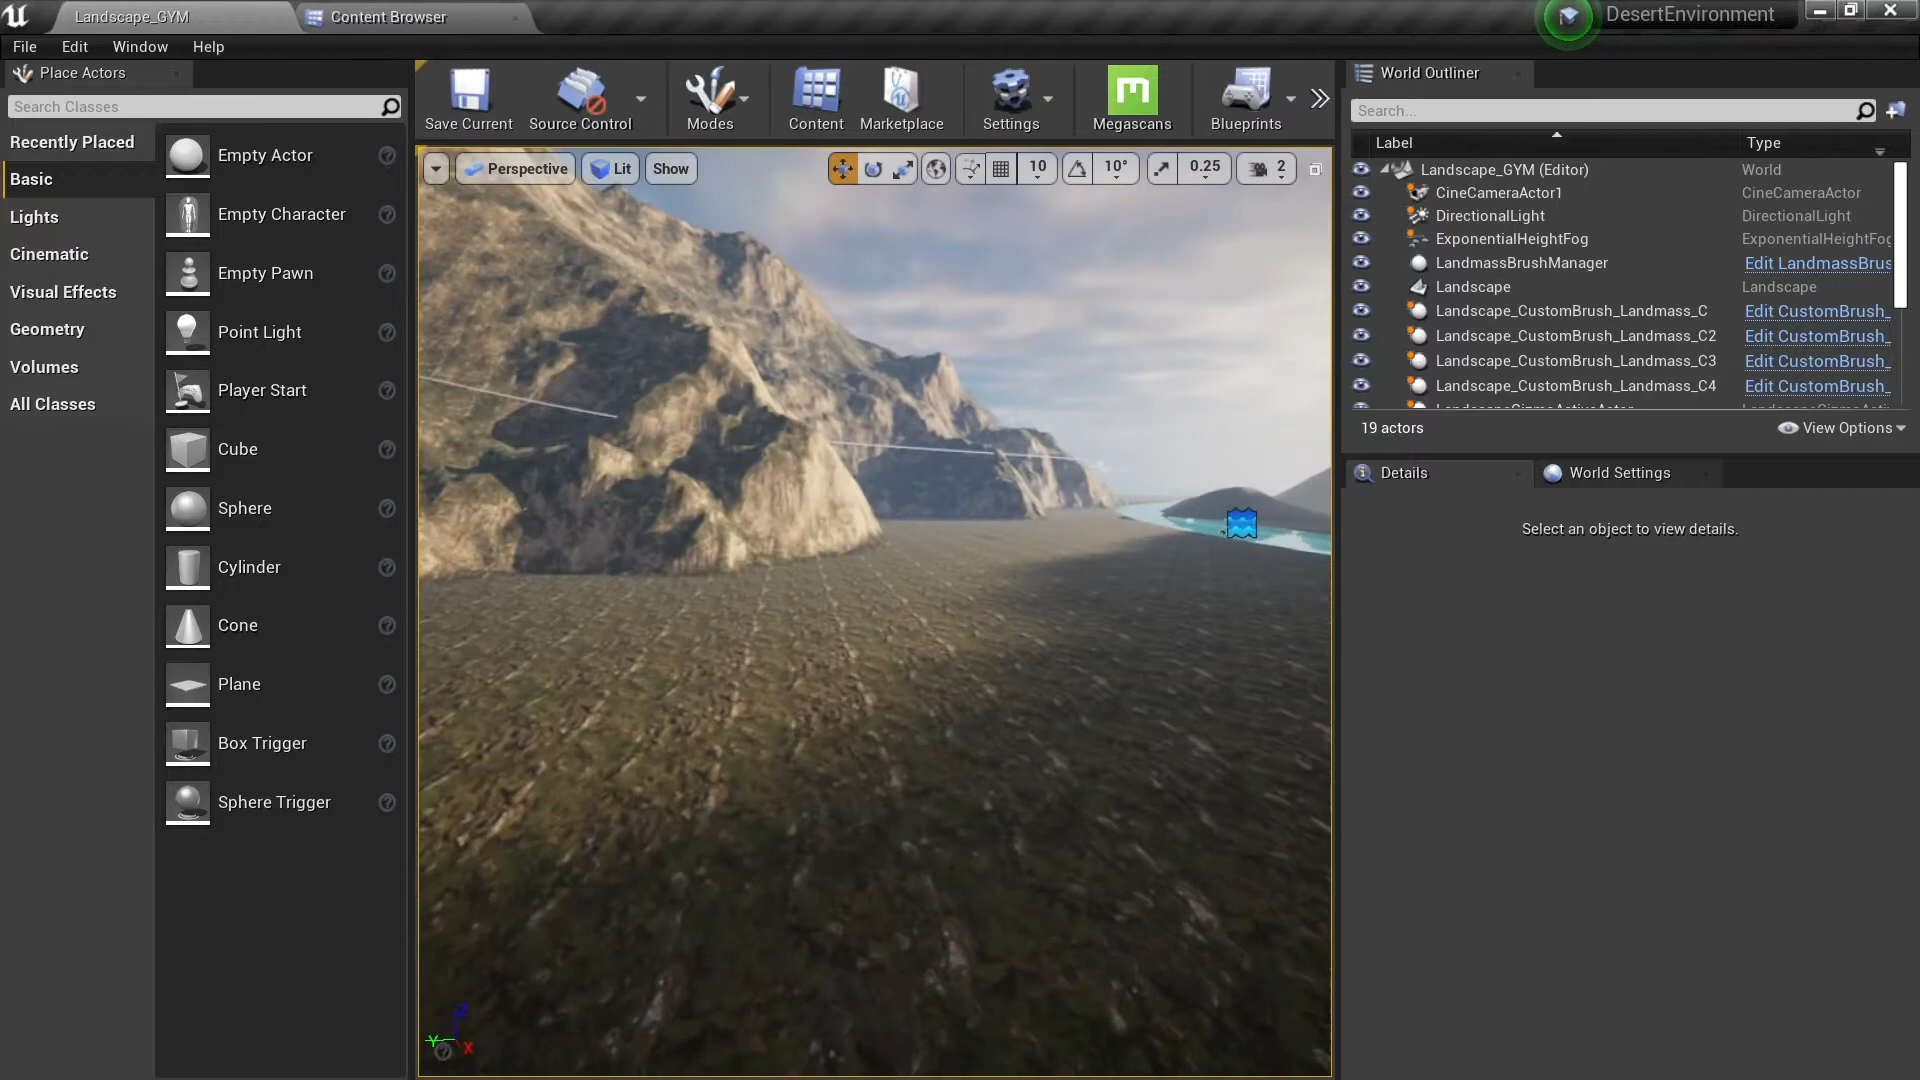 Landscape_GYM
Content Browser
DesertEnvironment
File
Edit
Window
Help
Place Actors
Search Classes
Recently Placed
Basic
Lights
Cinematic
Visual Effects
Geometry
Volumes
All Classes
Empty Actor
Empty Character
Empty Pawn
Point Light
Player Start
Cube
Sphere
Cylinder
Cone
Plane
Box Trigger
Sphere Trigger
Save Current
Source Control
Modes
Content
Marketplace
Settings
Megascans
Blueprints
Perspective
Lit
Show
10
10°
0.25
2
Z
Y
X
World Outliner
Search...
Label Type
Landscape_GYM (Editor) World
CineCameraActor1 CineCameraActor
DirectionalLight DirectionalLight
ExponentialHeightFog ExponentialHeightFog
LandmassBrushManager Edit LandmassBrus
Landscape Landscape
Landscape_CustomBrush_Landmass_C Edit CustomBrush_
Landscape_CustomBrush_Landmass_C2 Edit CustomBrush_
Landscape_CustomBrush_Landmass_C3 Edit CustomBrush_
Landscape_CustomBrush_Landmass_C4 Edit CustomBrush_
19 actors
View Options
Details
World Settings
Select an object to view details.